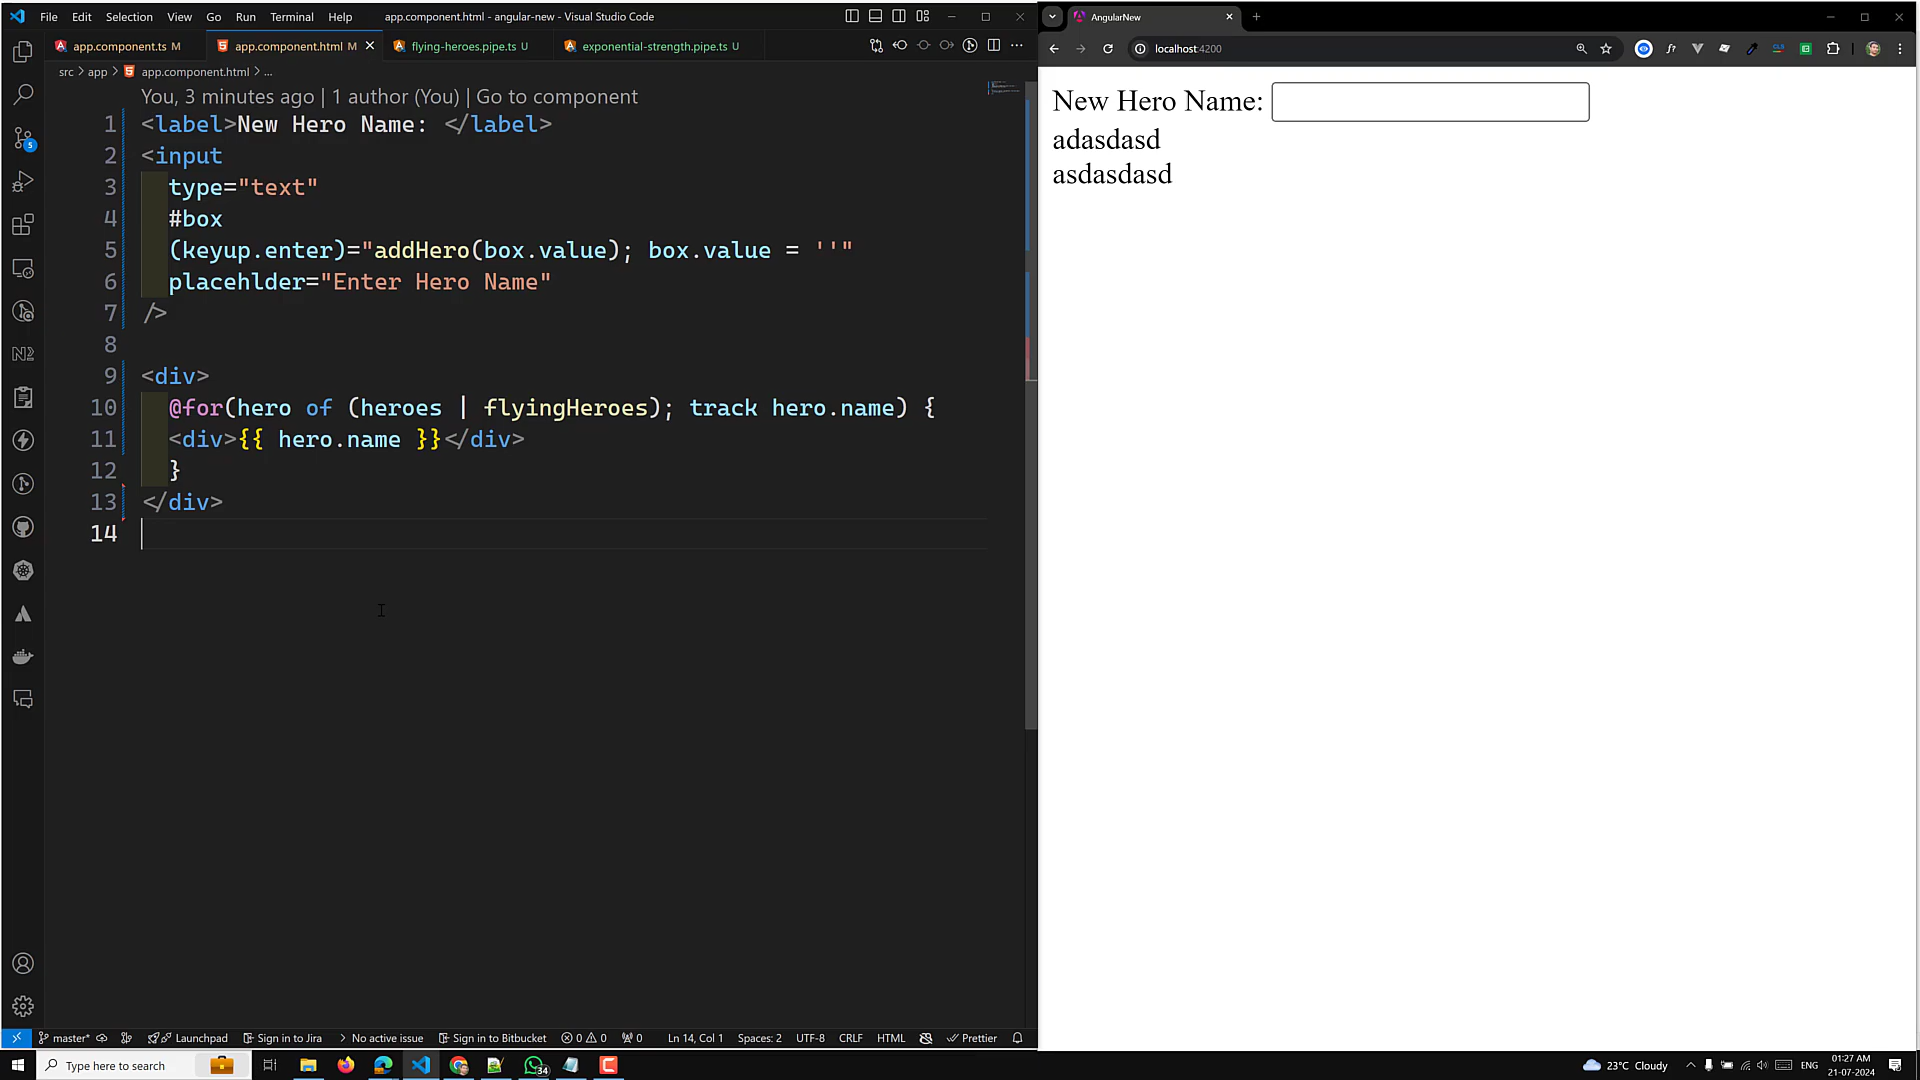 File Edit Selection View Go Run Terminal Help app.component.html - angular-new - Visual Studio Code
app.component.ts M app.component.html M flying-heroes.pipe.ts U exponential-strength.pipe.ts U
src > app > app.component.html > ...
You, 3 minutes ago | 1 author (You) | Go to component
1 <label>New Hero Name: </label>
2 <input
3 type="text"
4 #box
5 (keyup.enter)="addHero(box.value); box.value = ''"
6 placehlder="Enter Hero Name"
7 />
8
9 <div>
10 @for(hero of (heroes | flyingHeroes); track hero.name) {
11 <div>{{ hero.name }}</div>
12 }
13 </div>
14
5
master* Launchpad Sign in to Jira No active issue Sign in to Bitbucket 0 0 0 Ln 14, Col 1 Spaces: 2 UTF-8 CRLF HTML Prettier
AngularNew
localhost:4200
New Hero Name:
adasdasd
asdasdasd
Type here to search 34 23°C Cloudy ENG 01:27 AM
21-07-2024